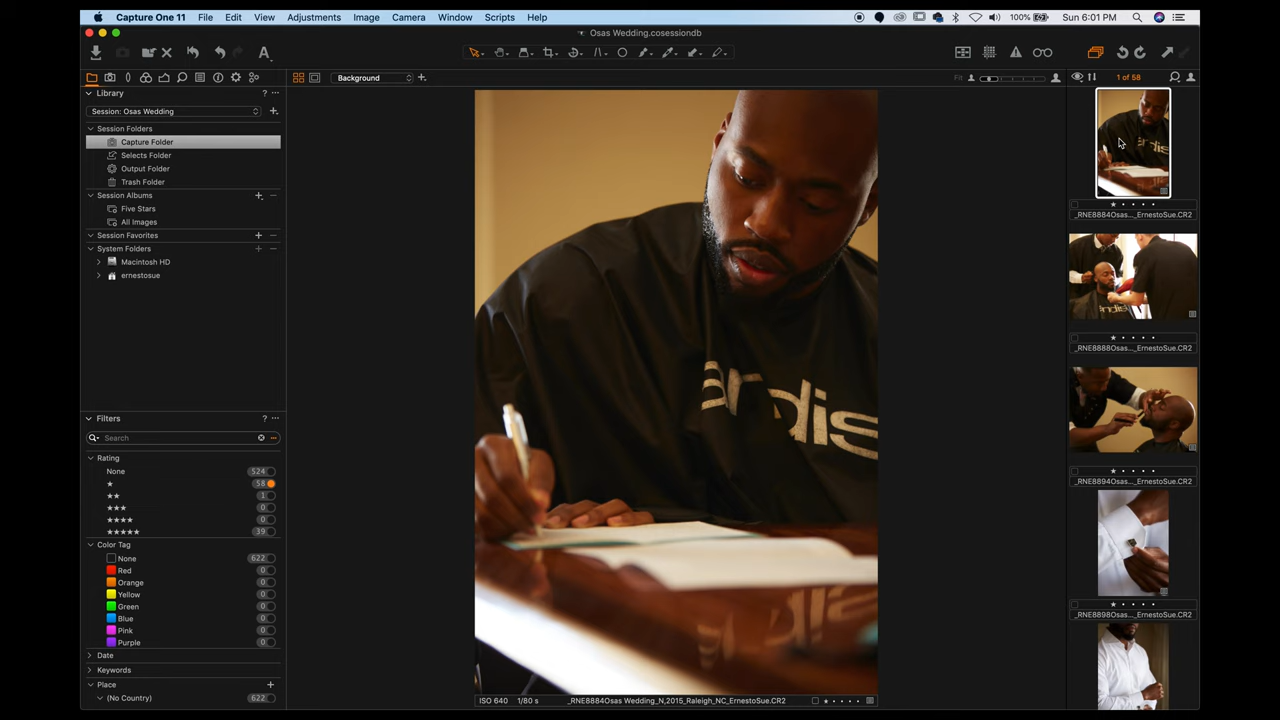 Capture One 11 File Edit View Adjustments Image Camera Window Scripts Help 100% Sun 6:01 PM
Osas Wedding.cosessiondb
Background
Fit
1 of 58
Library
Session: Osas Wedding
Session Folders
Capture Folder
Selects Folder
Output Folder
Trash Folder
Session Albums
Five Stars
All Images
Session Favorites
System Folders
Macintosh HD
ernestosue
Filters
Search
Rating
None 524
★ 58
★★ 1
★★★ 0
★★★★ 0
★★★★★ 39
Color Tag
None 622
Red 0
Orange 0
Yellow 0
Green 0
Blue 0
Pink 0
Purple 0
Date
Keywords
Place
(No Country) 622
ardis
ISO 640 1/80 s _RNE8884Osas Wedding_N,2015_Raleigh_NC_ErnestoSue.CR2
_RNE8884Osas..._ErnestoSue.CR2
_RNE8888Osas..._ErnestoSue.CR2
_RNE8894Osas..._ErnestoSue.CR2
_RNE8898Osas..._ErnestoSue.CR2